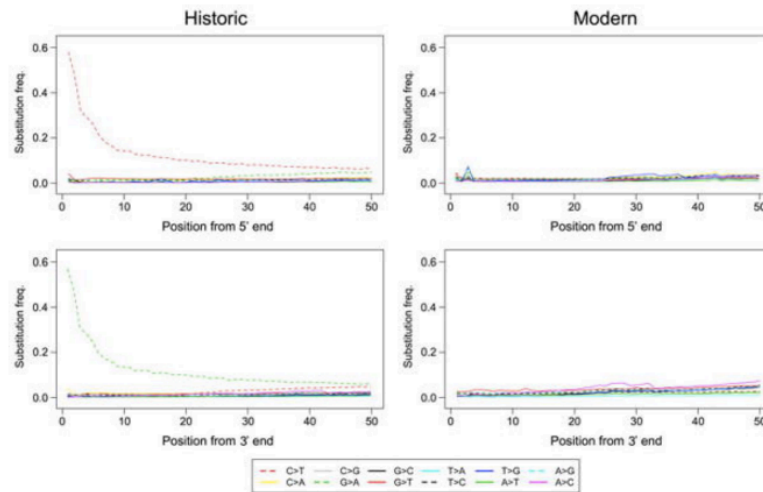 Historic Modern
Substitution freq.
0.6
0.4
0.2
0.0
0 10 20 30 40 50
Position from 5' end
Substitution freq.
0.6
0.4
0.2
0.0
0 10 20 30 40 50
Position from 5' end
Substitution freq.
0.6
0.4
0.2
0.0
0 10 20 30 40 50
Position from 3' end
Substitution freq.
0.6
0.4
0.2
0.0
0 10 20 30 40 50
Position from 3' end
C>T C>G G>C T>A T>G A>G
C>A G>A G>T T>C A>T A>C